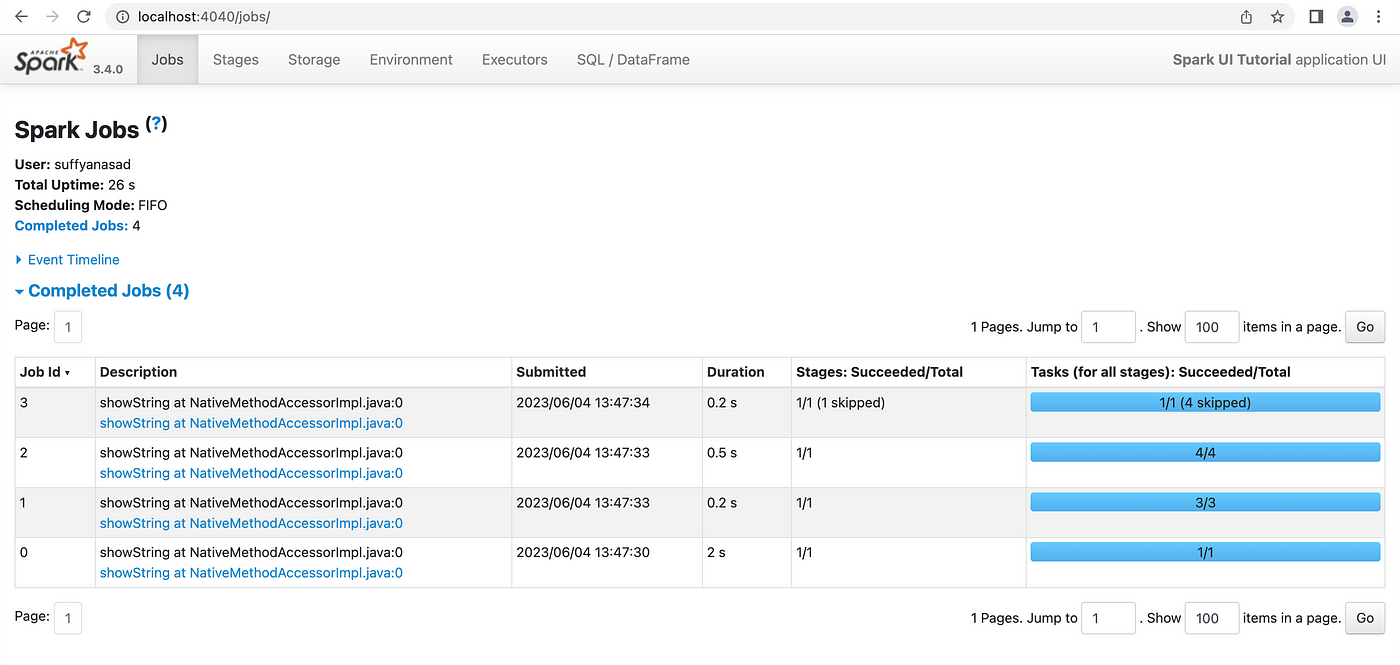 localhost:4040/jobs/
APACHE
Spark 3.4.0 Jobs Stages Storage Environment Executors SQL / DataFrame Spark UI Tutorial application UI
Spark Jobs (?)
User: suffyanasad
Total Uptime: 26 s
Scheduling Mode: FIFO
Completed Jobs: 4
Event Timeline
Completed Jobs (4)
Page: 1 1 Pages. Jump to 1 . Show 100 items in a page. Go
Job Id ▾ Description Submitted Duration Stages: Succeeded/Total Tasks (for all stages): Succeeded/Total
3 showString at NativeMethodAccessorImpl.java:0 2023/06/04 13:47:34 0.2 s 1/1 (1 skipped) 1/1 (4 skipped)
showString at NativeMethodAccessorImpl.java:0
2 showString at NativeMethodAccessorImpl.java:0 2023/06/04 13:47:33 0.5 s 1/1 4/4
showString at NativeMethodAccessorImpl.java:0
1 showString at NativeMethodAccessorImpl.java:0 2023/06/04 13:47:33 0.2 s 1/1 3/3
showString at NativeMethodAccessorImpl.java:0
0 showString at NativeMethodAccessorImpl.java:0 2023/06/04 13:47:30 2 s 1/1 1/1
showString at NativeMethodAccessorImpl.java:0
Page: 1 1 Pages. Jump to 1 . Show 100 items in a page. Go